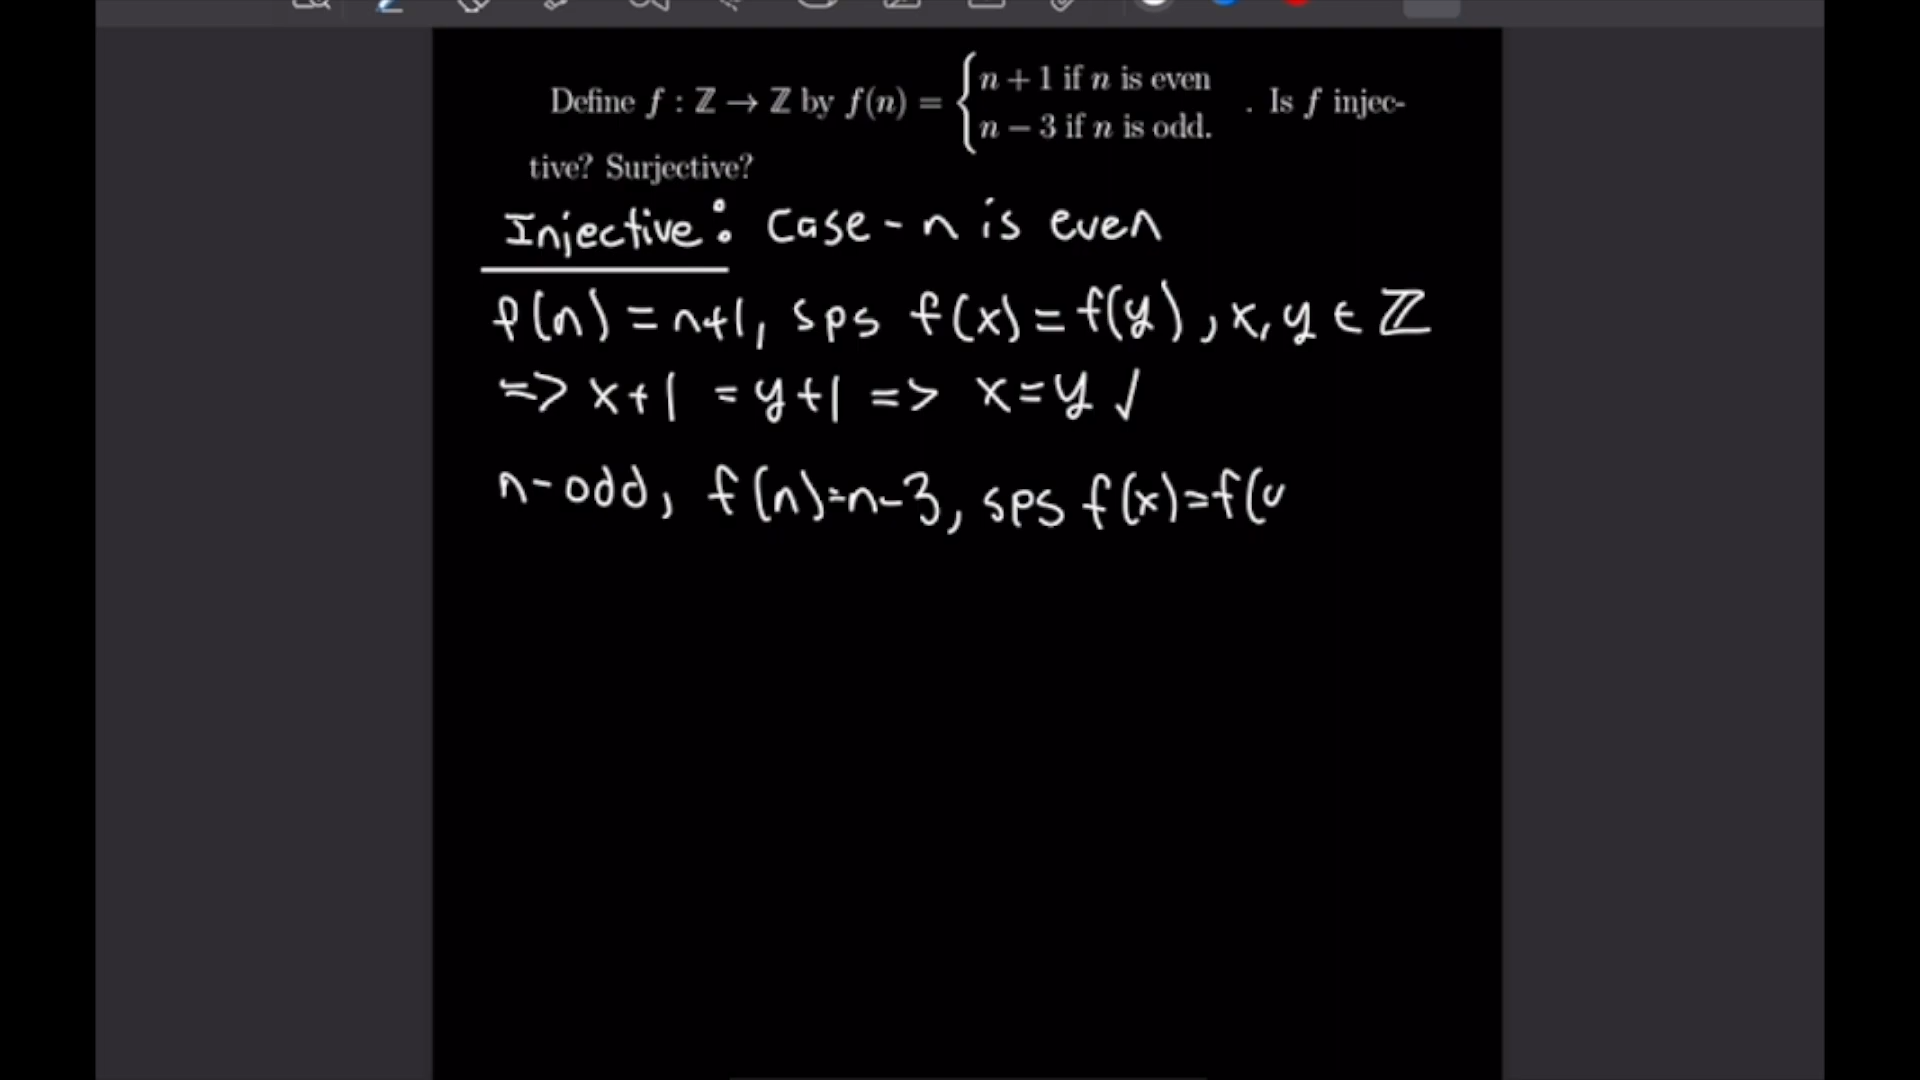 Define f : ℤ → ℤ by f(n) = { n + 1 if n is even
n − 3 if n is odd. . Is f injec-
tive? Surjective?
Injective: Case - n is even
f(n) = n+1, sps f(x) = f(y), x, y ∈ ℤ
=> x+1 = y+1 => x=y ✓
n-odd, f(n)=n-3, sps f(x)=f(